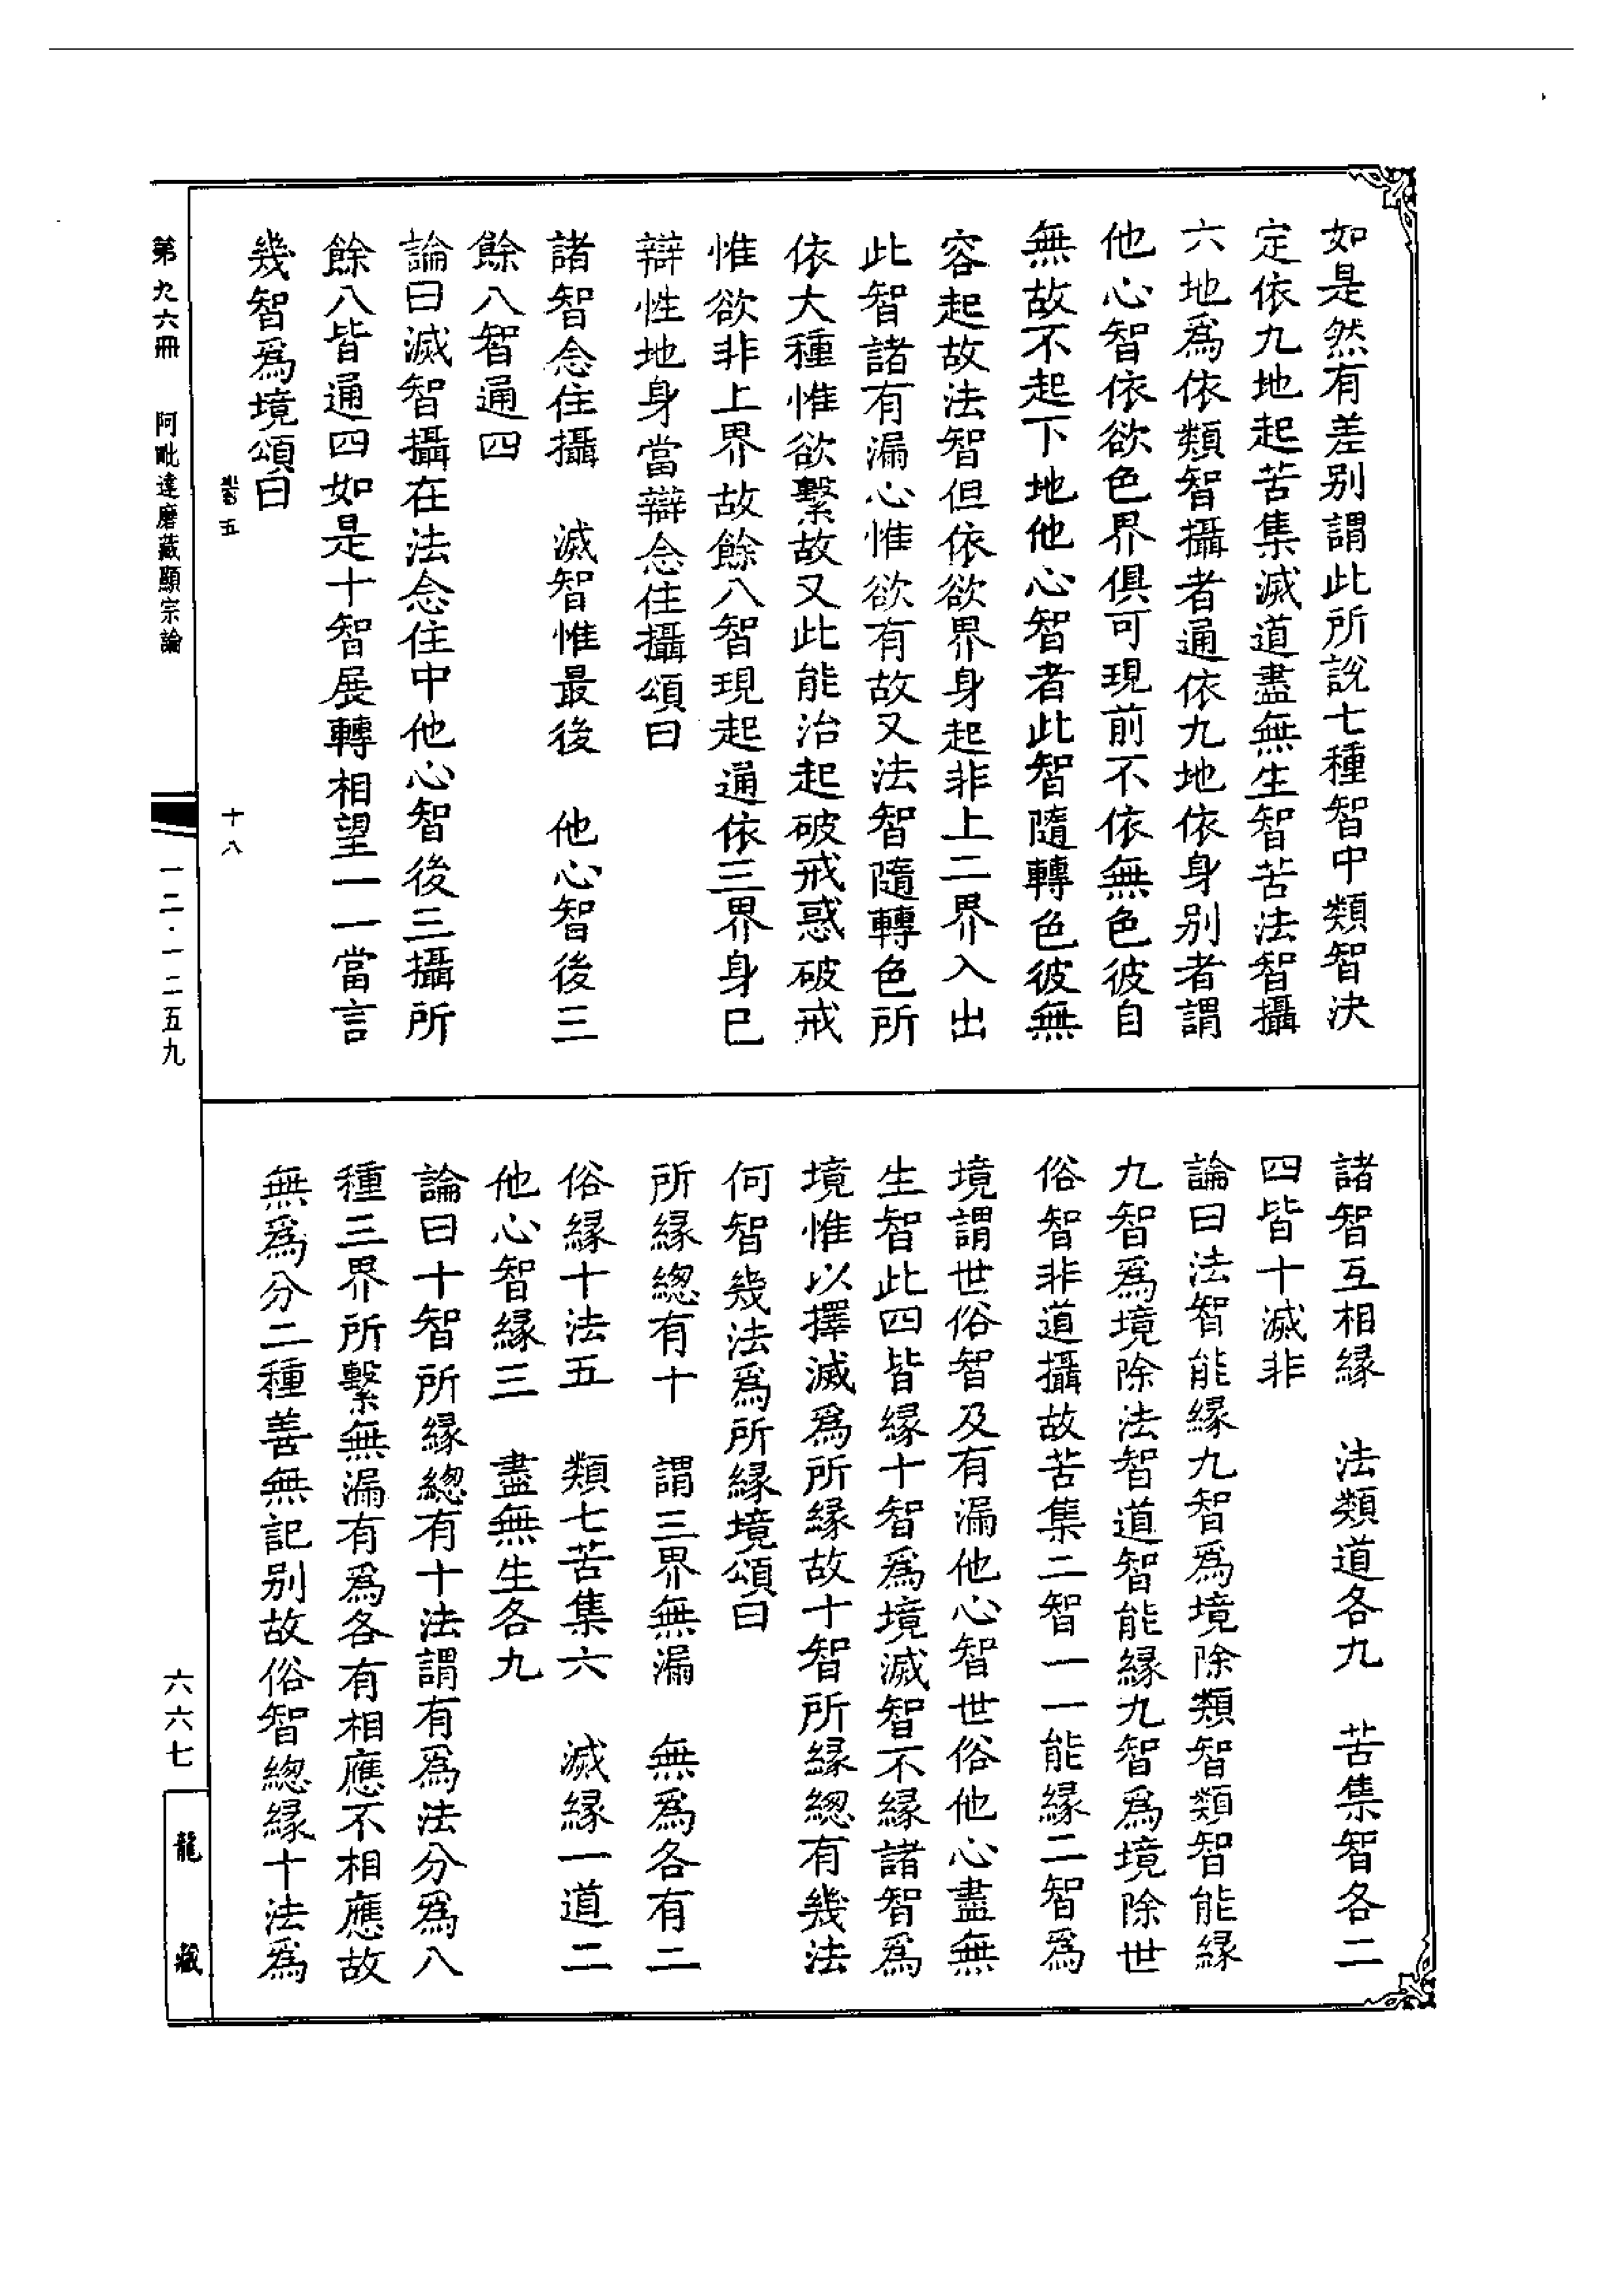 如是然有差别謂此所説七種智中類智决
定依九地起苦集滅道盡無生智苦法智攝
六地爲依類智攝者通依九地依身别者謂
他心智依欲色界俱可現前不依無色彼自
無故不起下地他心智者此智隨轉色彼無
容起故法智但依欲界身起非上二界入出
此智諸有漏心惟欲有故又法智隨轉色所
依大種惟欲繫故又此能治起破戒惑破戒
惟欲非上界故餘八智現起通依三界身巳
辯性地身當辯念住攝頌曰
諸智念住攝　滅智惟最後　他心智後三
餘八智通四
論曰滅智攝在法念住中他心智後三攝所
餘八皆通四如是十智展轉相望一一當言
幾智爲境頌曰
諸智互相緣　法類道各九　苦集智各二
四皆十滅非
論曰法智能緣九智爲境除類智類智能緣
九智爲境除法智道智能緣九智爲境除世
俗智非道攝故苦集二智一一能緣二智爲
境謂世俗智及有漏他心智世俗他心盡無
生智此四皆緣十智爲境滅智不緣諸智爲
境惟以擇滅爲所緣故十智所緣總有幾法
何智幾法爲所緣境頌曰
所緣總有十　謂三界無漏　無爲各有二
俗緣十法五　類七苦集六　滅緣一道二
他心智緣三　盡無生各九
論曰十智所緣總有十法謂有爲法分爲八
種三界所繫無漏有爲各有相應不相應故
無爲分二種善無記别故俗智總緣十法爲
第九六冊　阿毗達磨藏顯宗論
五　十八
一二·一二五九
六六七
龍藏